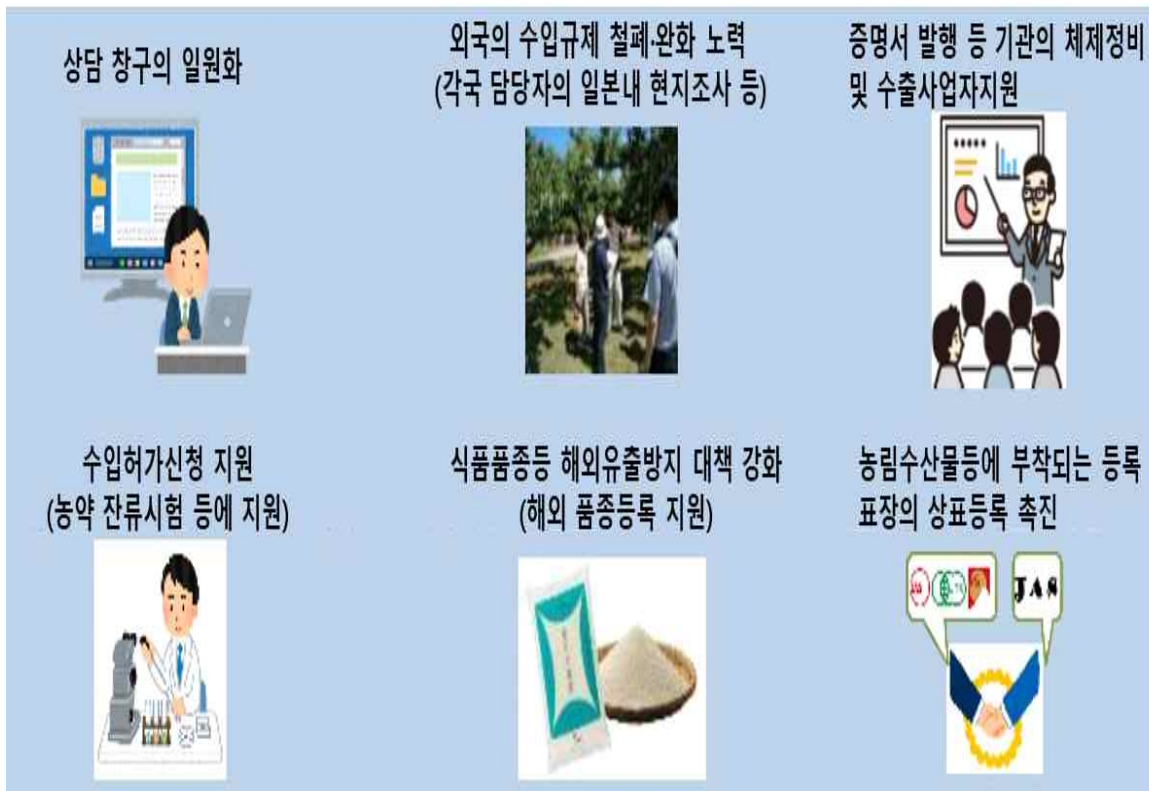 상담 창구의 일원화
외국의 수입규제 철폐·완화 노력
(각국 담당자의 일본내 현지조사 등)
증명서 발행 등 기관의 체제정비
및 수출사업자지원
수입허가신청 지원
(농약 잔류시험 등에 지원)
식품품종등 해외유출방지 대책 강화
(해외 품종등록 지원)
농림수산물등에 부착되는 등록
표장의 상표등록 촉진
JAS